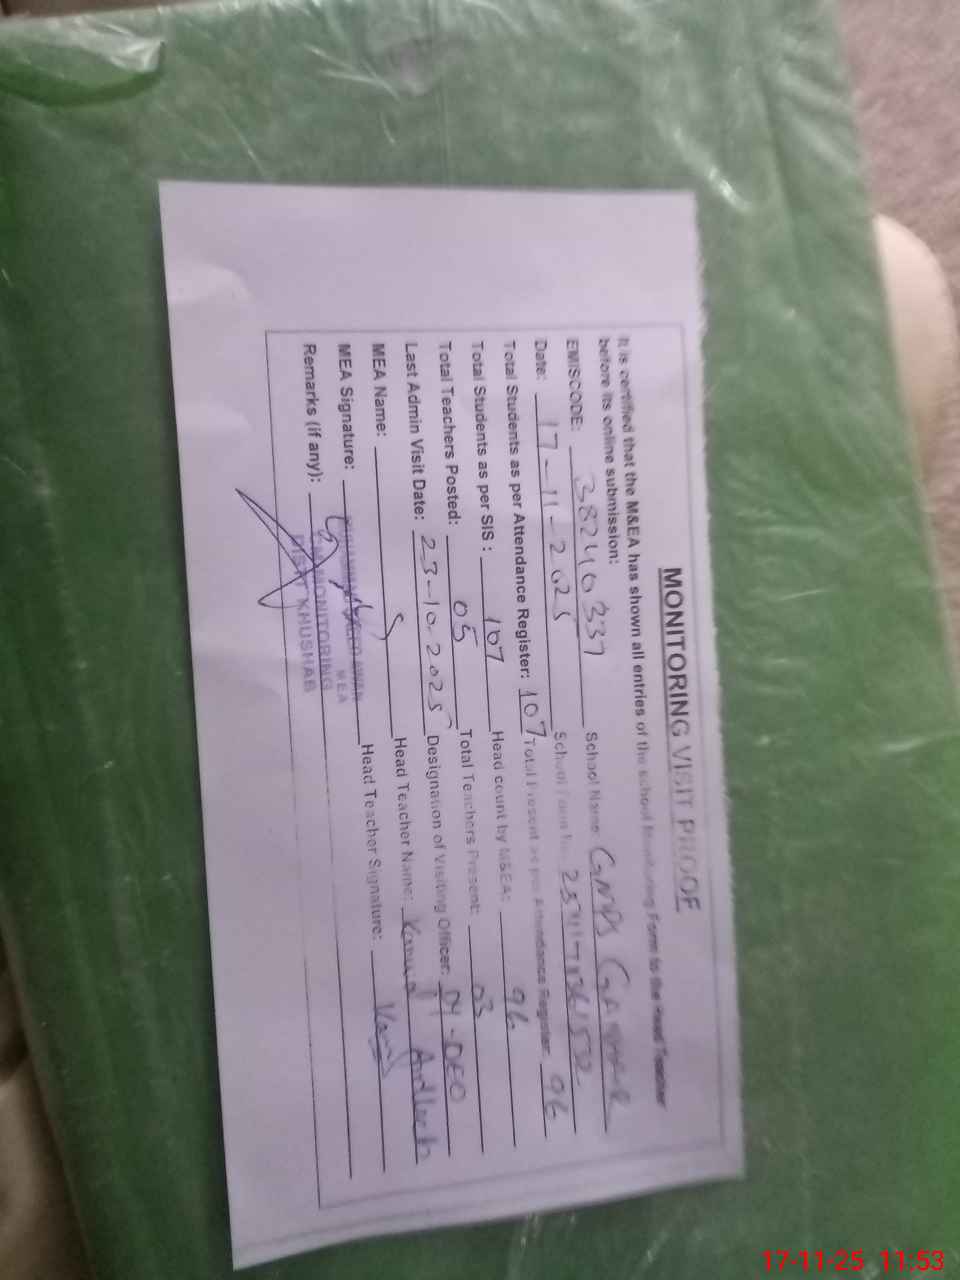 MONITORING VISIT PROOF
It is certified that the M&EA has shown all entries of the school Monitoring Form to the Head Teacher
before its online submission:
EMISCODE: 38240337 School Name: GMPS
Date: 17-11-2025 School Form No:
Total Students as per Attendance Register: 107 Total Present as per Attendance Register: 96
Total Students as per SIS : 107 Head count by M&EA: 96
Total Teachers Posted: 05 Total Teachers Present: 03
Last Admin Visit Date: 23-10-2025 Designation of Visiting Officer: DY-DEO
MEA Name: Head Teacher Name:
MEA Signature: Head Teacher Signature:
MEA
Remarks (if any): MONITORING
DISTT KHUSHAB
17-11-25 11:53